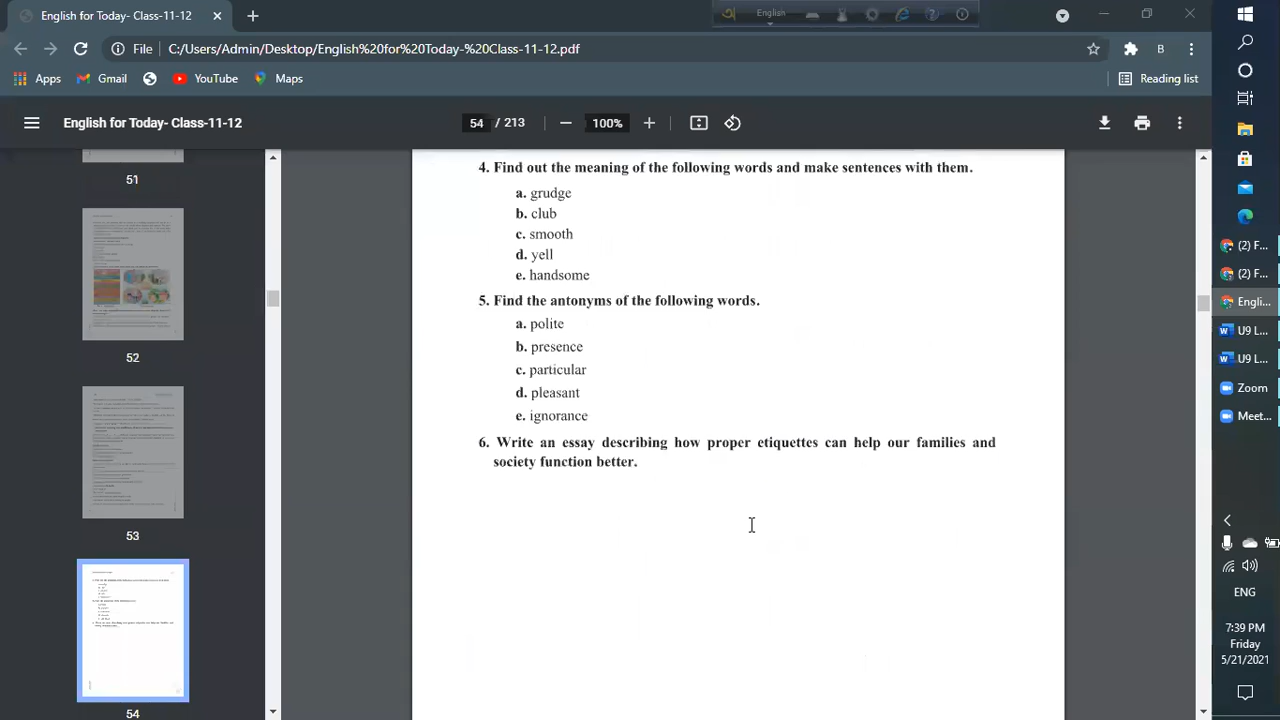 English for Today- Class-11-12
English
File
C:/Users/Admin/Desktop/English%20for%20Today-%20Class-11-12.pdf
B
Apps
Gmail
YouTube
Maps
Reading list
English for Today- Class-11-12
54 / 213
100%
51
52
53
54
4. Find out the meaning of the following words and make sentences with them.
a. grudge
b. club
c. smooth
d. yell
e. handsome
5. Find the antonyms of the following words.
a. polite
b. presence
c. particular
d. pleasant
e. ignorance
6. Write an essay describing how proper etiquettes can help our families and
society function better.
(2) F...
(2) F...
Engli...
U9 L...
U9 L...
Zoom
Meet...
ENG
7:39 PM
Friday
5/21/2021